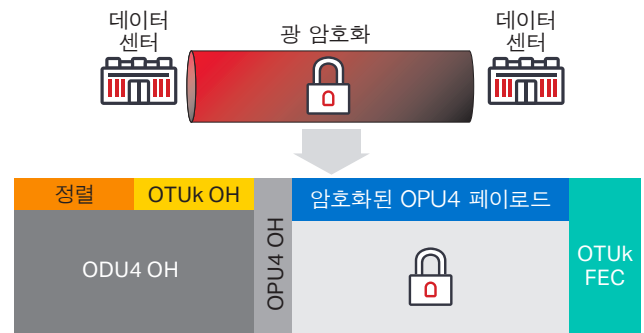 데이터
센터
광 암호화
데이터
센터
정렬
OTUk OH
암호화된 OPU4 페이로드
ODU4 OH
OPU4 OH
OTUk
FEC